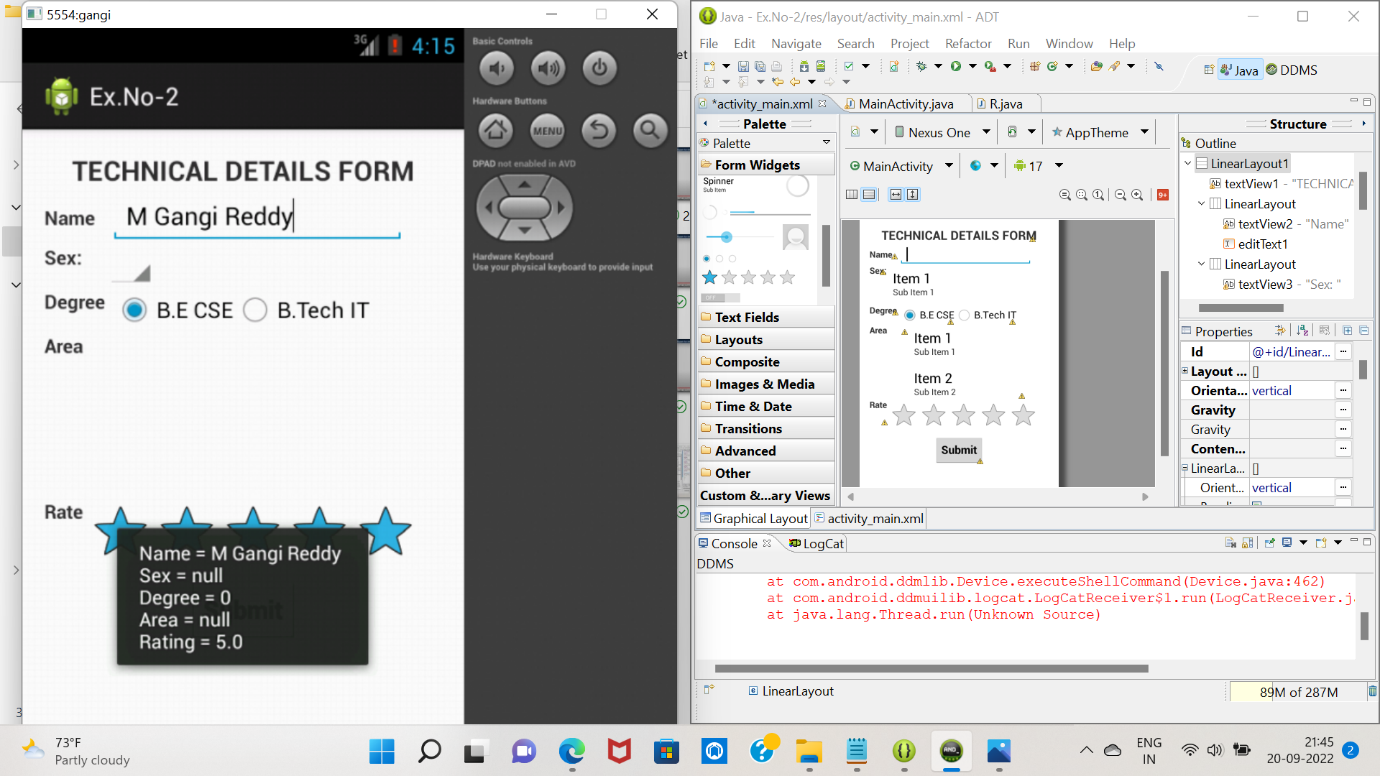 5554:gangi
3G 4:15
Ex.No-2
TECHNICAL DETAILS FORM
Name M Gangi Reddy
Sex:
Degree B.E CSE B.Tech IT
Area
Rate
Name = M Gangi Reddy
Sex = null
Degree = 0
Area = null
Rating = 5.0
Basic Controls
Hardware Buttons
MENU
DPAD not enabled in AVD
Hardware Keyboard
Use your physical keyboard to provide input
et
2
3
Java - Ex.No-2/res/layout/activity_main.xml - ADT
File Edit Navigate Search Project Refactor Run Window Help
Java DDMS
*activity_main.xml MainActivity.java R.java
Palette
Palette
Form Widgets
Spinner
Sub Item
OFF
Text Fields
Layouts
Composite
Images & Media
Time & Date
Transitions
Advanced
Other
Custom &...ary Views
Graphical Layout activity_main.xml
Nexus One AppTheme
MainActivity 17
9+
TECHNICAL DETAILS FORM
Name
Sex:
Item 1
Sub Item 1
Degree B.E CSE B.Tech IT
Area
Item 1
Sub Item 1
Item 2
Sub Item 2
Rate
Submit
Structure
Outline
LinearLayout1
textView1 - "TECHNICA
LinearLayout
textView2 - "Name"
editText1
LinearLayout
textView3 - "Sex: "
Properties
Id @+id/Linear... ...
Layout ... []
Orienta... vertical ...
Gravity
Gravity ...
Conten... ...
LinearLa... []
Orient... vertical ...
Console LogCat
DDMS
at com.android.ddmlib.Device.executeShellCommand(Device.java:462)
at com.android.ddmuilib.logcat.LogCatReceiver$1.run(LogCatReceiver.j
at java.lang.Thread.run(Unknown Source)
LinearLayout
89M of 287M
73°F
Partly cloudy
ENG
IN
21:45
20-09-2022
2